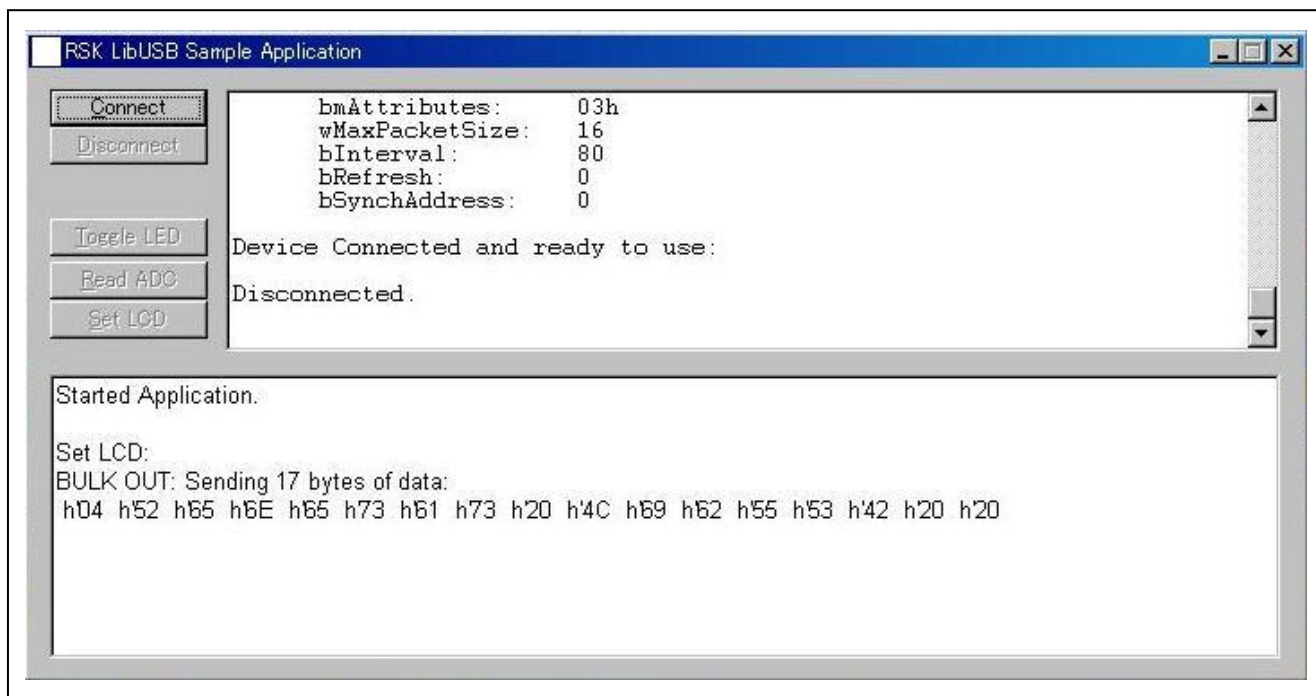 RSK LibUSB Sample Application
Connect
Disconnect
Toggle LED
Read ADC
Set LCD
bmAttributes: 03h
wMaxPacketSize: 16
bInterval: 80
bRefresh: 0
bSynchAddress: 0
Device Connected and ready to use:
Disconnected.
Started Application.
Set LCD:
BULK OUT: Sending 17 bytes of data:
h'04 h'52 h'65 h'6E h'65 h'73 h'61 h'73 h'20 h'4C h'69 h'62 h'55 h'53 h'42 h'20 h'20